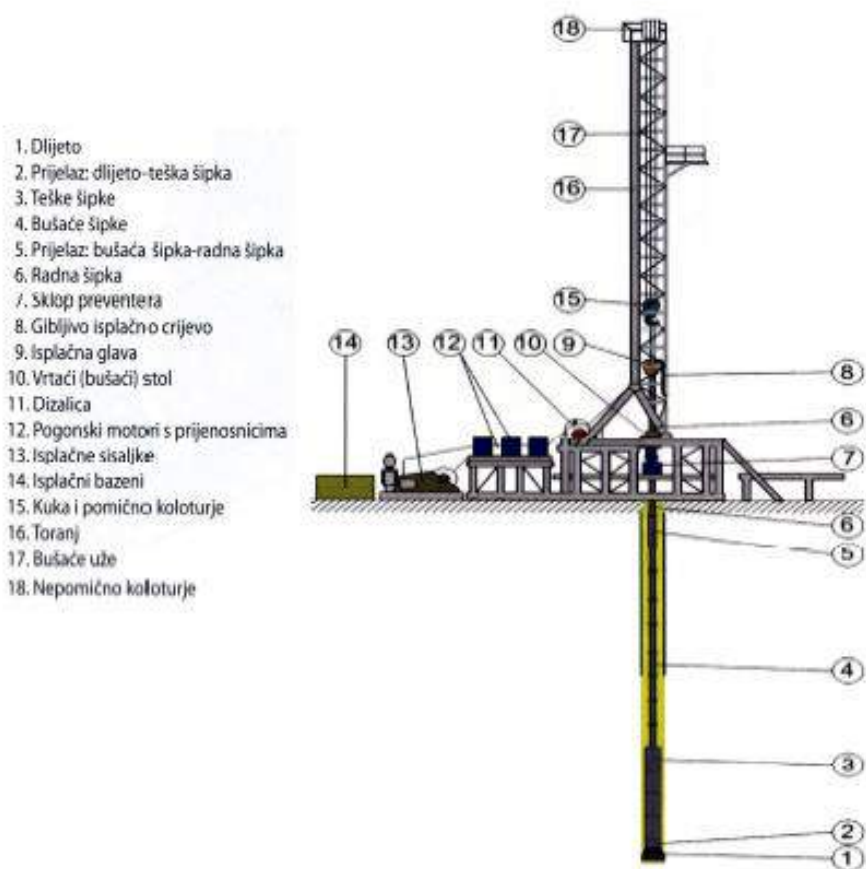 1. Dlijeto
2. Prijelaz: dlijeto-teška šipka
3. Teške šipke
4. Bušaće šipke
5. Prijelaz: bušaća šipka-radna šipka
6. Radna šipka
7. Sklop preventera
8. Gibljivo isplačno crijevo
9. Isplačna glava
10. Vrtaći (bušaći) stol
11. Dizalica
12. Pogonski motori s prijenosnicima
13. Isplačne sisaljke
14. Isplačni bazeni
15. Kuka i pomično koloturje
16. Toranj
17. Bušaće uže
18. Nepomično koloturje
18
17
16
15
14 13 12 11 10 9 8
6
7
6
5
4
3
2
1